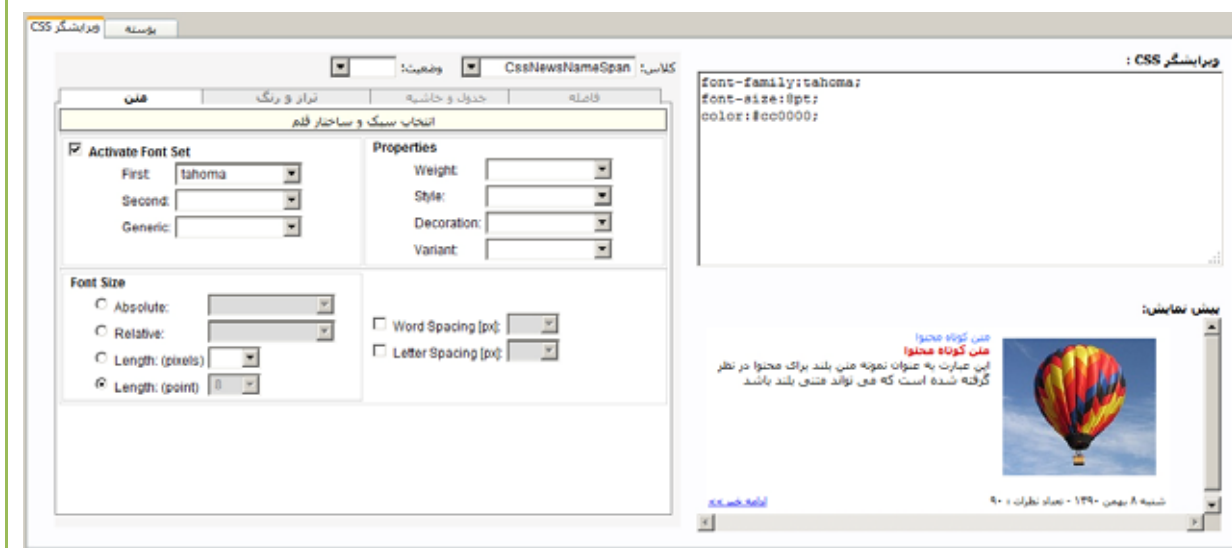 ویرایشگر CSS
پوسته
کلاس: CssNewsNameSpan
وضعیت:
متن
تراز و رنگ
جدول و حاشیه
فاصله
انتخاب سبک و ساختار قلم
Activate Font Set
First: tahoma
Second:
Generic:
Properties
Weight:
Style:
Decoration:
Variant:
Font Size
Absolute:
Relative:
Length: (pixels)
Length: (point) 8
Word Spacing [px]:
Letter Spacing [px]:
ویرایشگر CSS :
font-family:tahoma;
font-size:8pt;
color:#cc0000;
پیش نمایش:
متن کوتاه محتوا
متن کوتاه محتوا
این عبارت به عنوان نمونه متن بلند برای محتوا در نظر
گرفته شده است که می تواند متنی بلند باشد
شنبه ۸ بهمن ۱۳۹۰ - تعداد نظرات : ۹۰
ادامه خبر >>